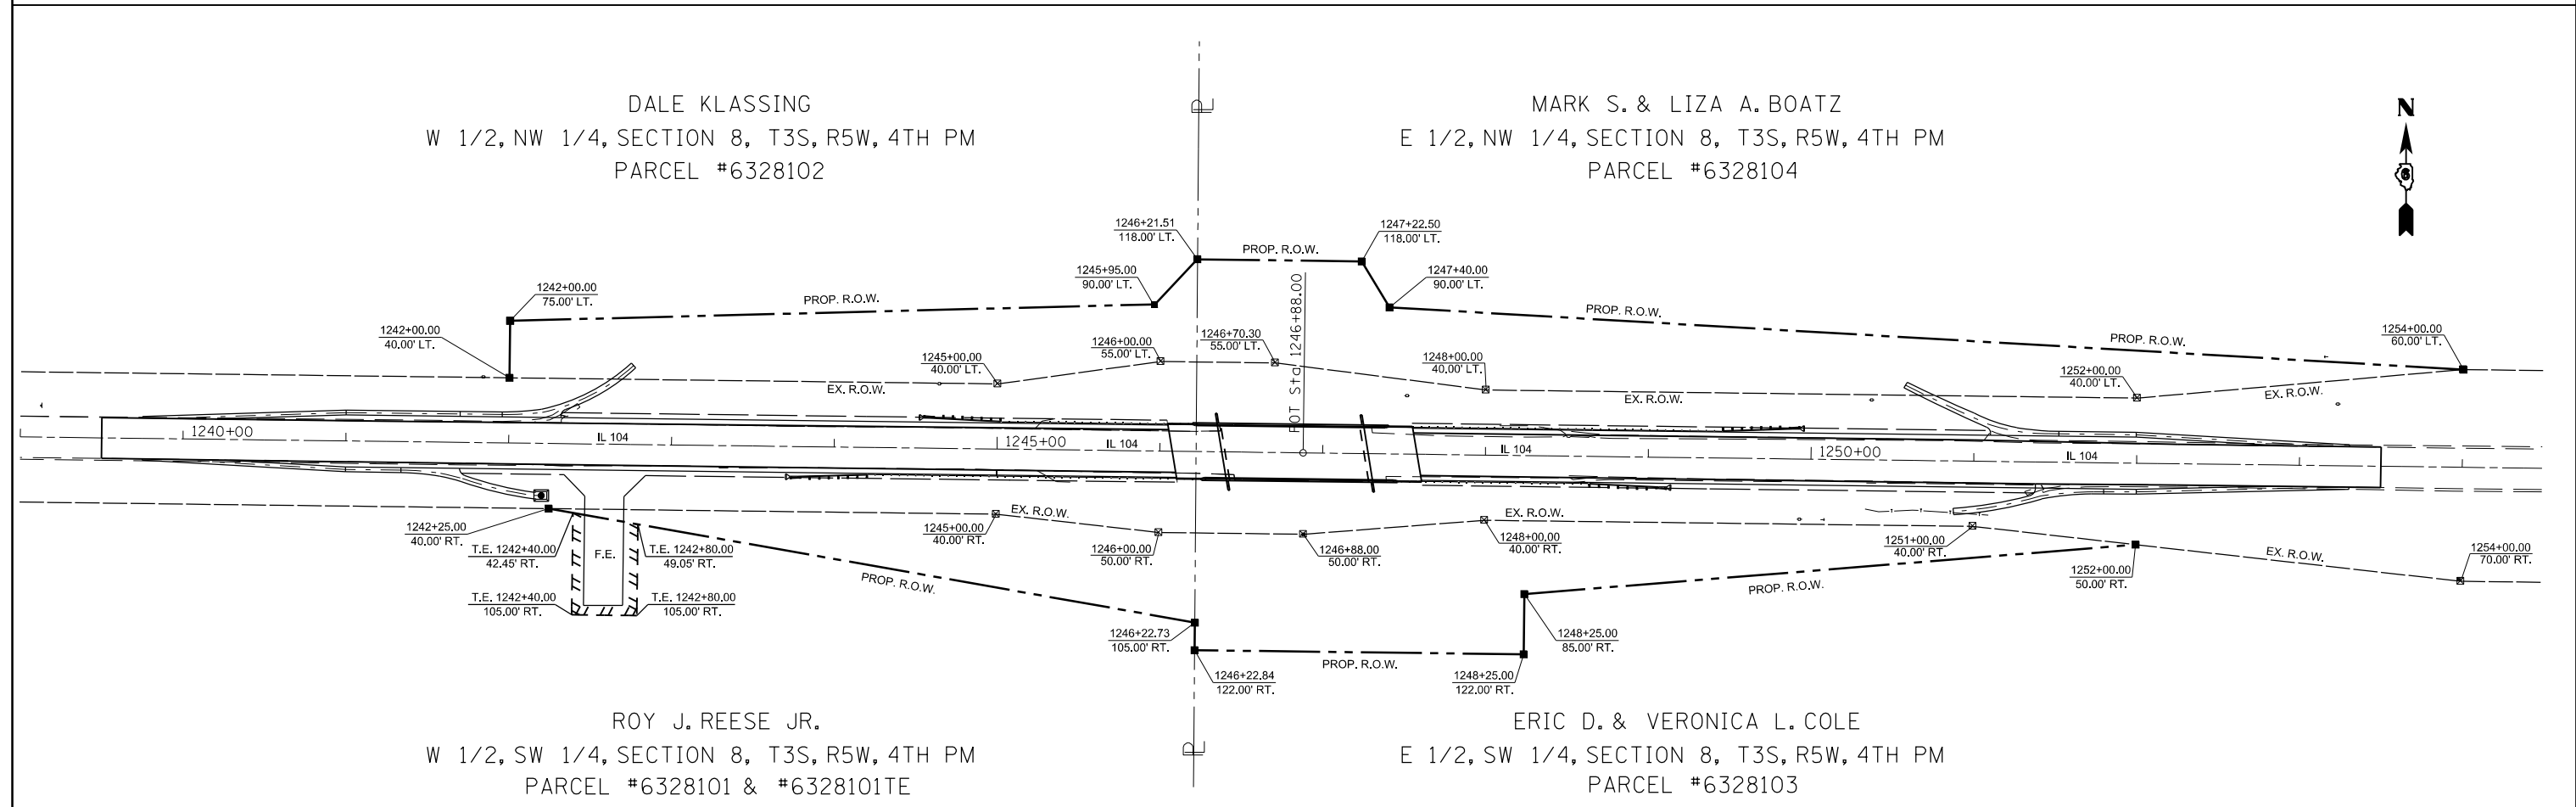 DALE KLASSING
W 1/2, NW 1/4, SECTION 8, T3S, R5W, 4TH PM
PARCEL #6328102
MARK S. & LIZA A. BOATZ
E 1/2, NW 1/4, SECTION 8, T3S, R5W, 4TH PM
PARCEL #6328104
N
6
P
1246+21.51
118.00' LT.
1247+22.50
118.00' LT.
PROP. R.O.W.
1245+95.00
90.00' LT.
1247+40.00
90.00' LT.
1242+00.00
75.00' LT.
PROP. R.O.W.
POT Sta 1246+88.00
PROP. R.O.W.
PROP. R.O.W.
1242+00.00
40.00' LT.
1245+00.00
40.00' LT.
1246+00.00
55.00' LT.
1246+70.30
55.00' LT.
1248+00.00
40.00' LT.
1252+00.00
40.00' LT.
1254+00.00
60.00' LT.
EX. R.O.W.
EX. R.O.W.
EX. R.O.W.
1240+00
IL 104
1245+00
IL 104
IL 104
1250+00
IL 104
1242+25.00
40.00' RT.
1245+00.00
40.00' RT.
EX. R.O.W.
1246+00.00
50.00' RT.
1246+88.00
50.00' RT.
1248+00.00
40.00' RT.
EX. R.O.W.
1251+00.00
40.00' RT.
1252+00.00
50.00' RT.
EX. R.O.W.
1254+00.00
70.00' RT.
T.E. 1242+40.00
42.45' RT.
F.E.
T.E. 1242+80.00
49.05' RT.
T.E. 1242+40.00
105.00' RT.
T.E. 1242+80.00
105.00' RT.
PROP. R.O.W.
PROP. R.O.W.
1246+22.73
105.00' RT.
1248+25.00
85.00' RT.
PROP. R.O.W.
1246+22.84
122.00' RT.
1248+25.00
122.00' RT.
P
ROY J. REESE JR.
W 1/2, SW 1/4, SECTION 8, T3S, R5W, 4TH PM
PARCEL #6328101 & #6328101TE
ERIC D. & VERONICA L. COLE
E 1/2, SW 1/4, SECTION 8, T3S, R5W, 4TH PM
PARCEL #6328103